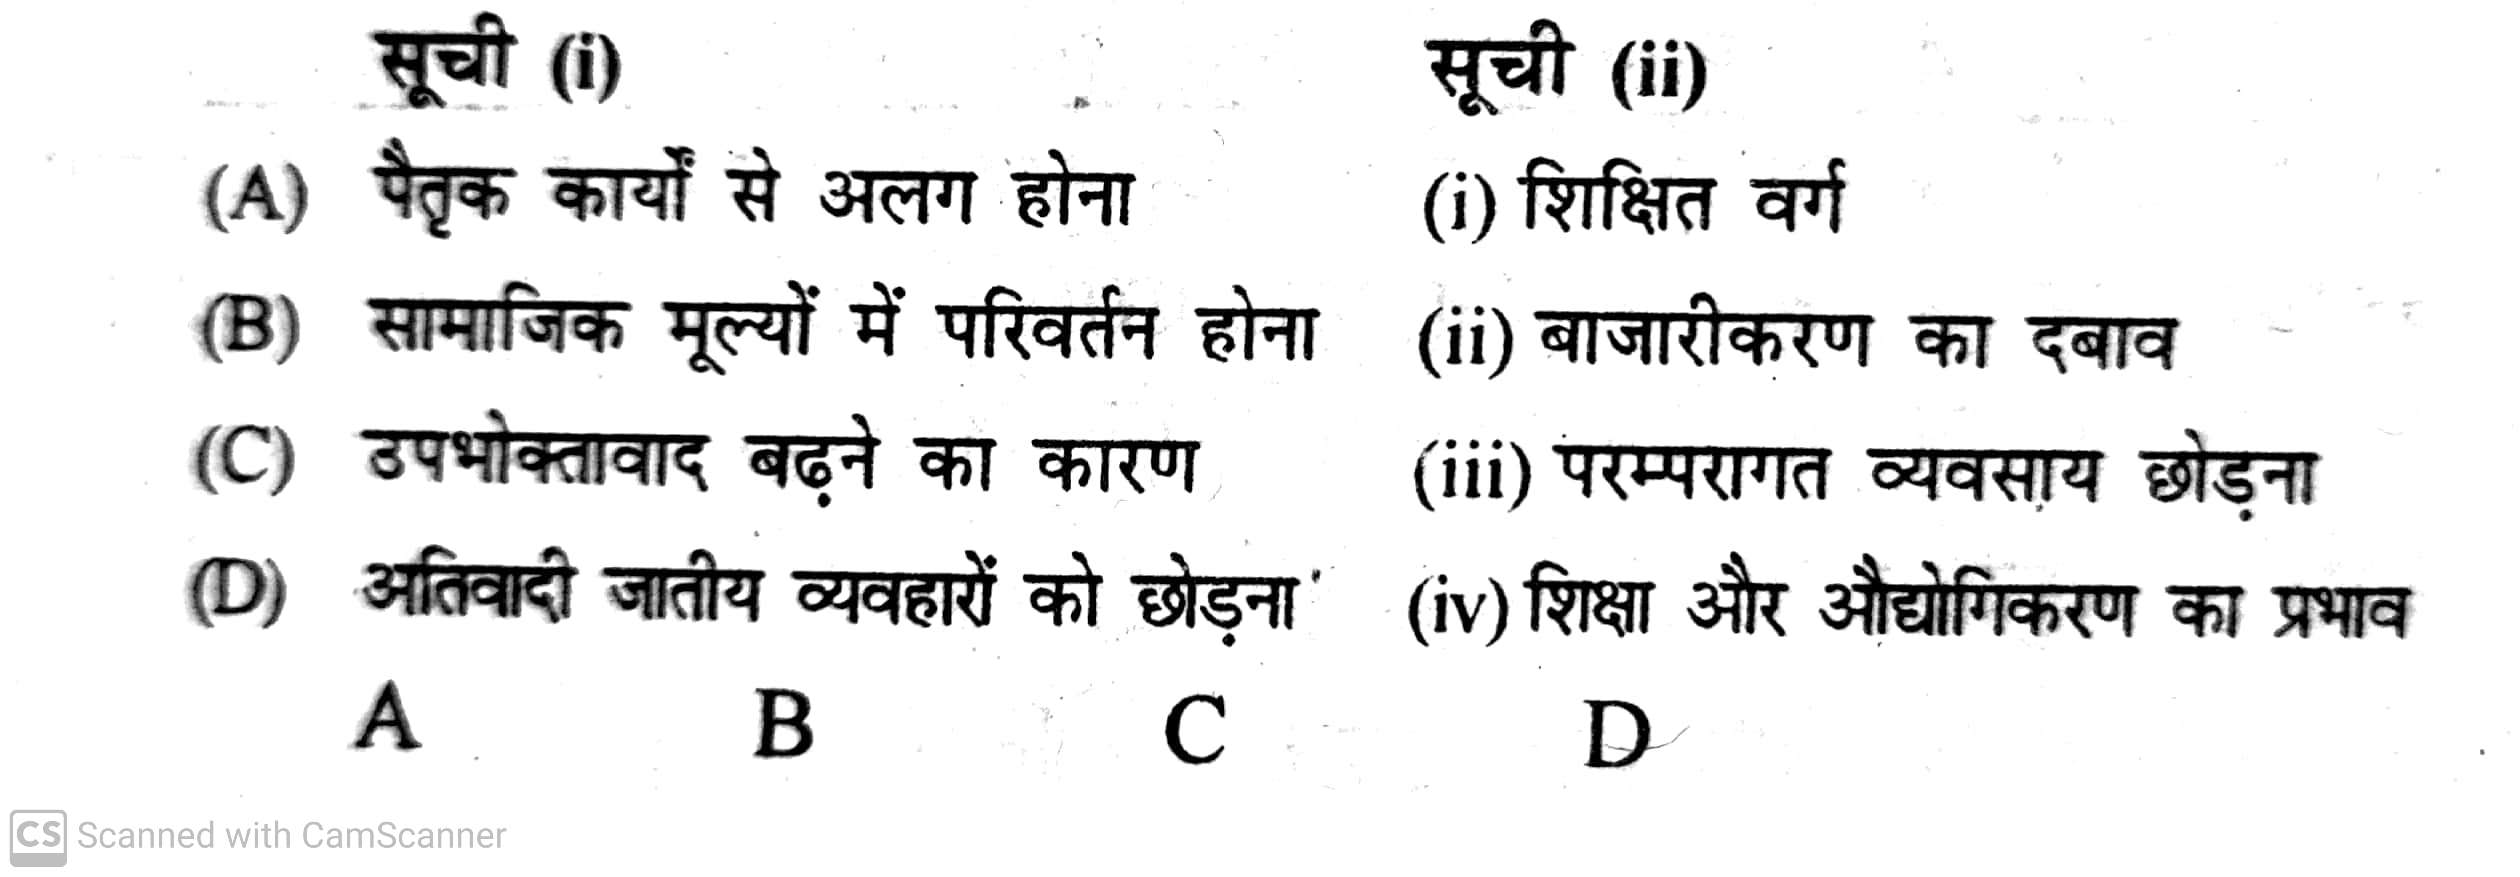 सूची (i) सूची (ii)
(A) पैतृक कार्यों से अलग होना (i) शिक्षित वर्ग
(B) सामाजिक मूल्यों में परिवर्तन होना (ii) बाजारीकरण का दबाव
(C) उपभोक्तावाद बढ़ने का कारण (iii) परम्परागत व्यवसाय छोड़ना
(D) अतिवादी जातीय व्यवहारों को छोड़ना (iv) शिक्षा और औद्योगिकरण का प्रभाव
A B C D
CS Scanned with CamScanner